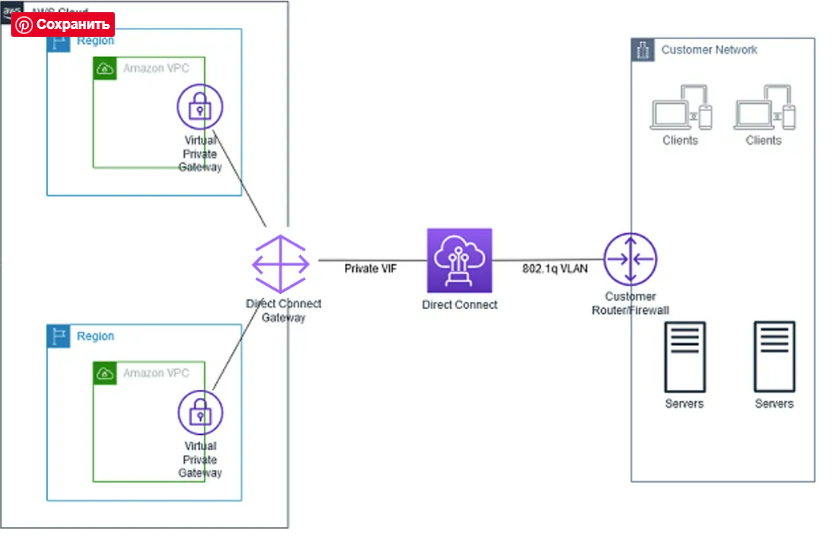 aws
AWS Cloud
Сохранить
Region
Amazon VPC
Virtual
Private
Gateway
Customer Network
Clients
Clients
Direct Connect
Gateway
Private VIF
Direct Connect
802.1q VLAN
Customer
Router/Firewall
Region
Amazon VPC
Virtual
Private
Gateway
Servers
Servers